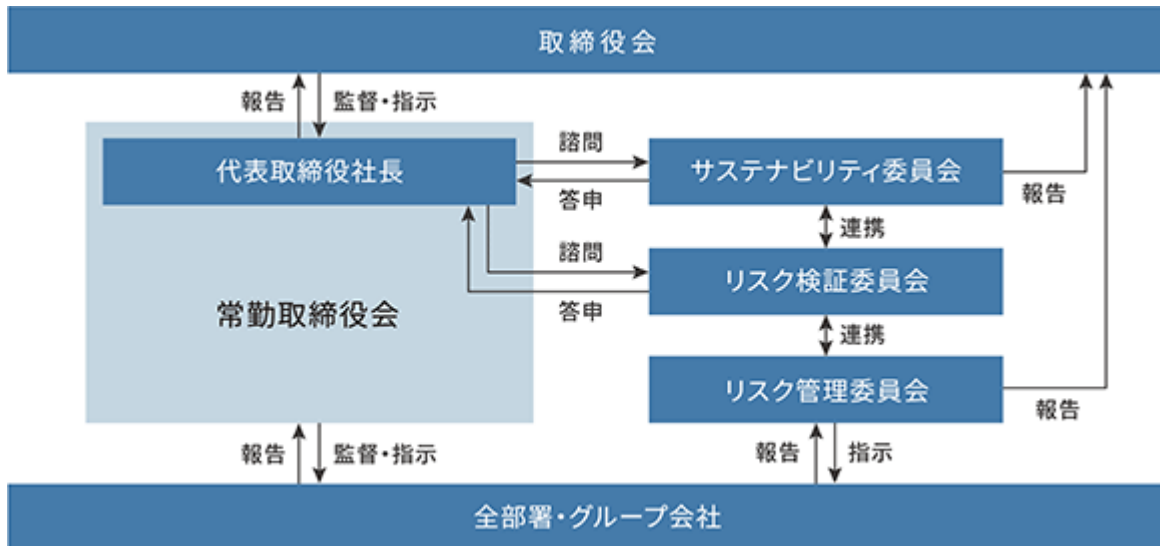 取締役会
報告
監督・指示
代表取締役社長
諮問
答申
サステナビリティ委員会
報告
連携
諮問
答申
リスク検証委員会
常勤取締役会
連携
リスク管理委員会
報告
報告
監督・指示
報告
指示
全部署・グループ会社